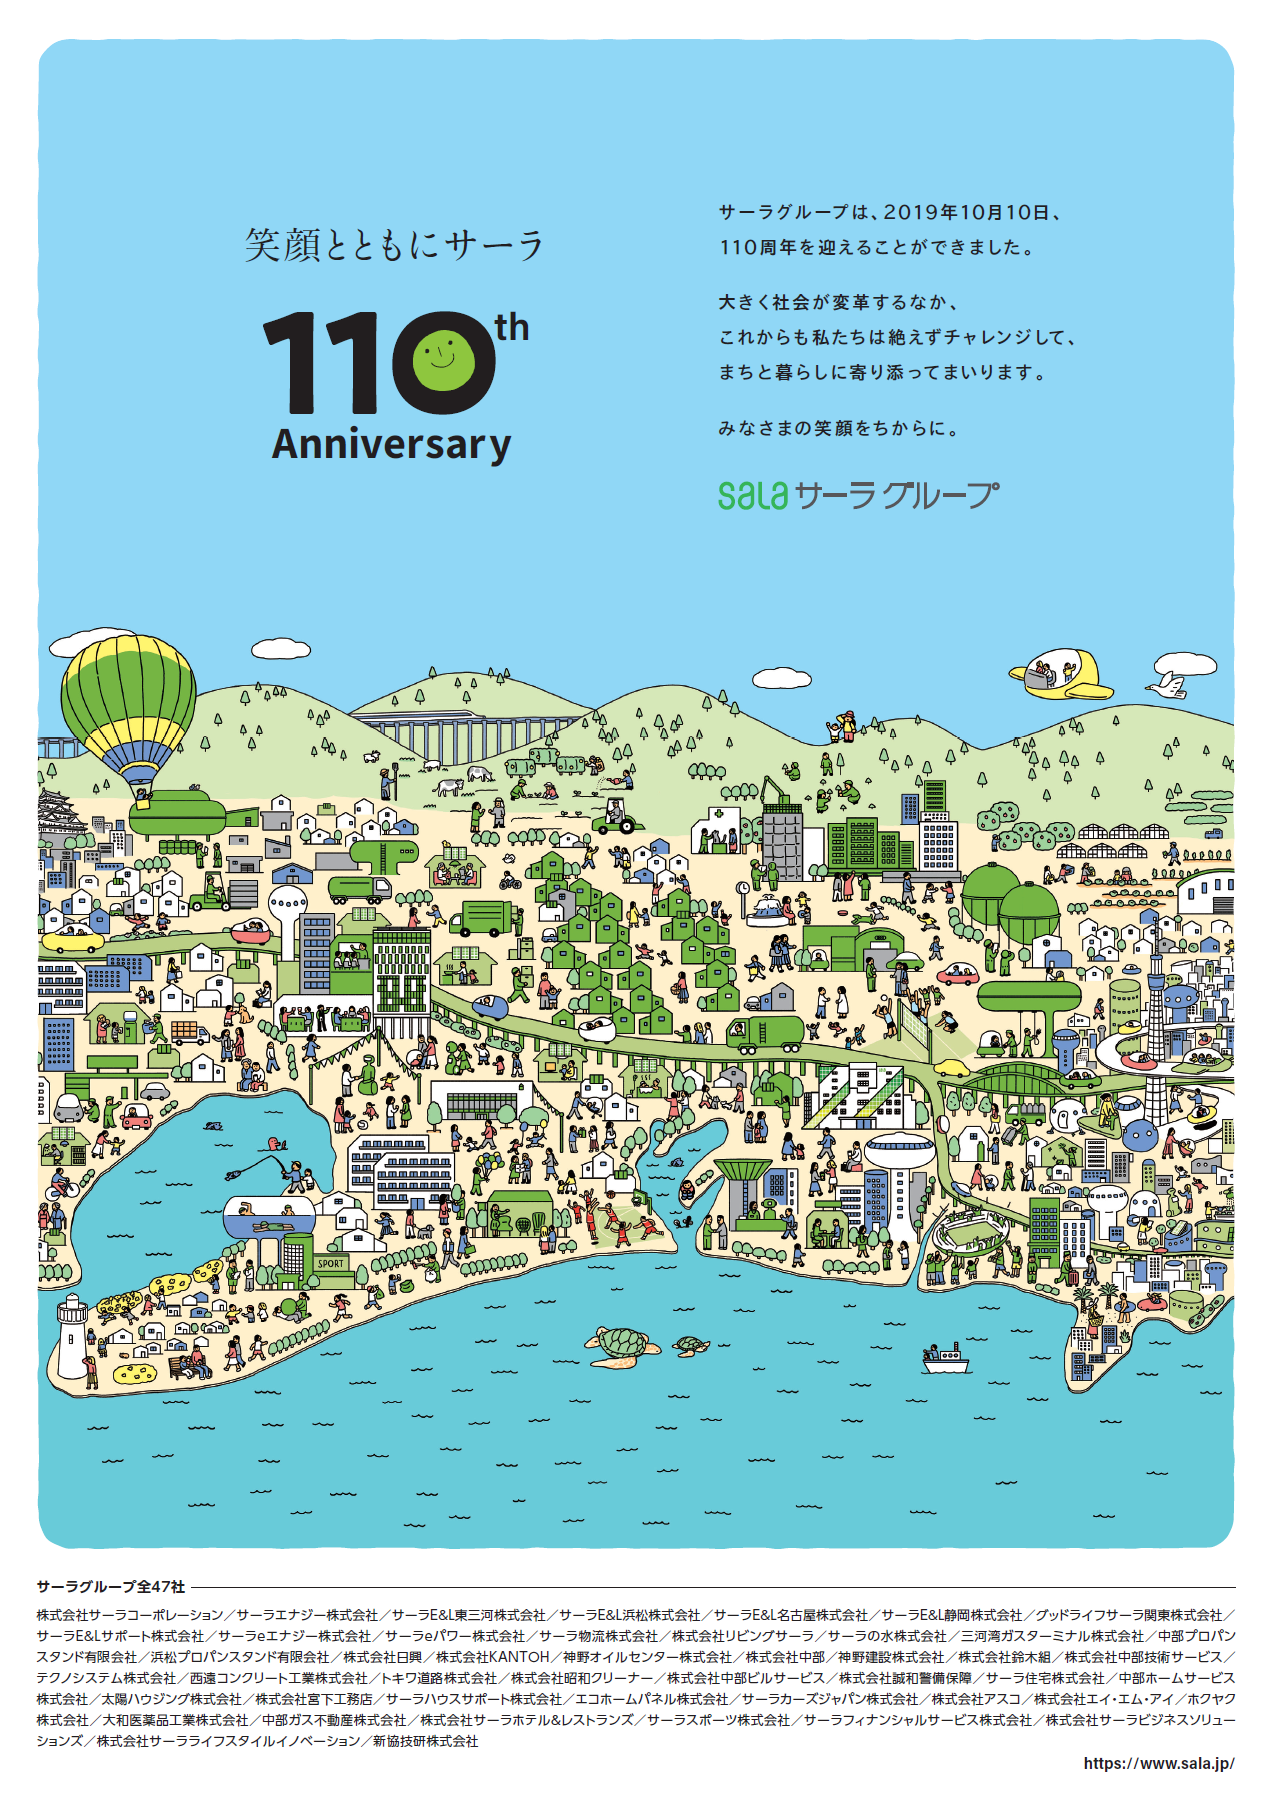 笑顔とともにサーラ
110th
Anniversary
サーラグループは、2019年10月10日、
110周年を迎えることができました。
大きく社会が変革するなか、
これからも私たちは絶えずチャレンジして、
まちと暮らしに寄り添ってまいります。
みなさまの笑顔をちからに。
sala サーラグループ
SPORT
サーラグループ全47社
株式会社サーラコーポレーション／サーラエナジー株式会社／サーラE&L東三河株式会社／サーラE&L浜松株式会社／サーラE&L名古屋株式会社／サーラE&L静岡株式会社／グッドライフサーラ関東株式会社／
サーラE&Lサポート株式会社／サーラeエナジー株式会社／サーラeパワー株式会社／サーラ物流株式会社／株式会社リビングサーラ／サーラの水株式会社／三河湾ガスターミナル株式会社／中部プロパン
スタンド有限会社／浜松プロパンスタンド有限会社／株式会社日興／株式会社KANTOH／神野オイルセンター株式会社／株式会社中部／神野建設株式会社／株式会社鈴木組／株式会社中部技術サービス／
テクノシステム株式会社／西遠コンクリート工業株式会社／トキワ道路株式会社／株式会社昭和クリーナー／株式会社中部ビルサービス／株式会社誠和警備保障／サーラ住宅株式会社／中部ホームサービス
株式会社／太陽ハウジング株式会社／株式会社宮下工務店／サーラハウスサポート株式会社／エコホームパネル株式会社／サーラカーズジャパン株式会社／株式会社アスコ／株式会社エイ・エム・アイ／ホクヤク
株式会社／大和医薬品工業株式会社／中部ガス不動産株式会社／株式会社サーラホテル&レストランズ／サーラスポーツ株式会社／サーラフィナンシャルサービス株式会社／株式会社サーラビジネスソリュー
ションズ／株式会社サーラライフスタイルイノベーション／新協技研株式会社
https://www.sala.jp/